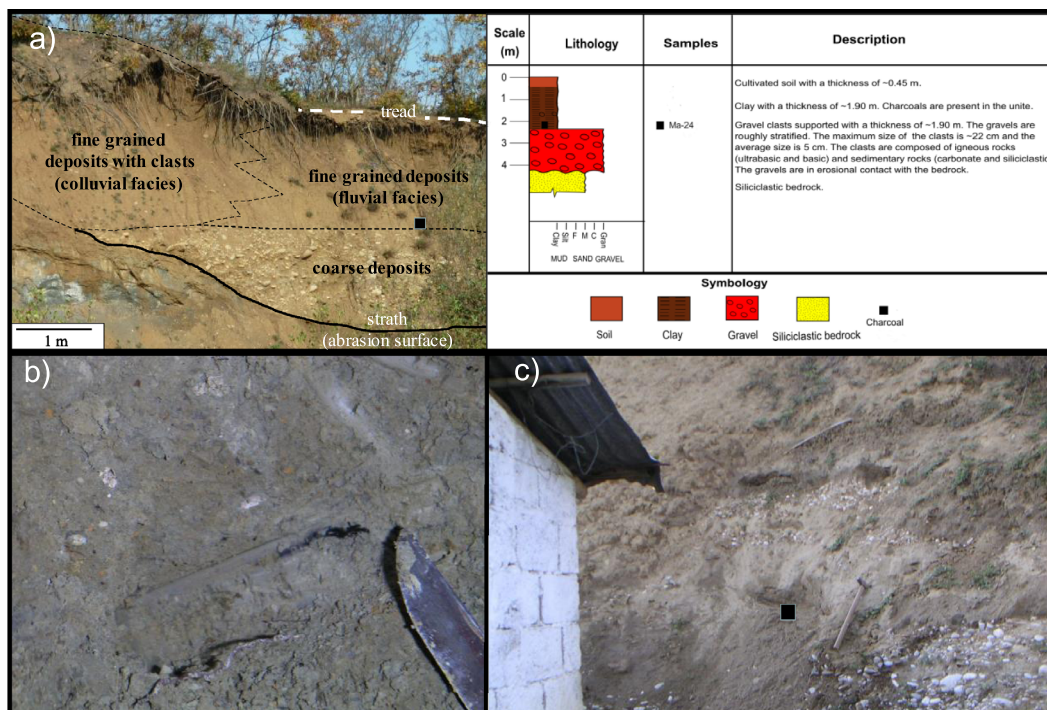 a)
tread
fine grained
deposits with clasts
(colluvial facies)
fine grained deposits
(fluvial facies)
coarse deposits
strath
(abrasion surface)
1 m
Scale
(m)
Lithology
Samples
Description
0
1
2
3
4
Ma-24
Cultivated soil with a thickness of ~0.45 m.
Clay with a thickness of ~1.90 m. Charcoals are present in the unite.
Gravel clasts supported with a thickness of ~1.90 m. The gravels are
roughly stratified. The maximum size of the clasts is ~22 cm and the
average size is 5 cm. The clasts are composed of igneous rocks
(ultrabasic and basic) and sedimentary rocks (carbonate and siliciclastic
The gravels are in erosional contact with the bedrock.
Siliciclastic bedrock.
Clay
Silt
F
M
C
Gran
MUD SAND GRAVEL
Symbology
Soil
Clay
Gravel
Siliciclastic bedrock
Charcoal
b)
c)